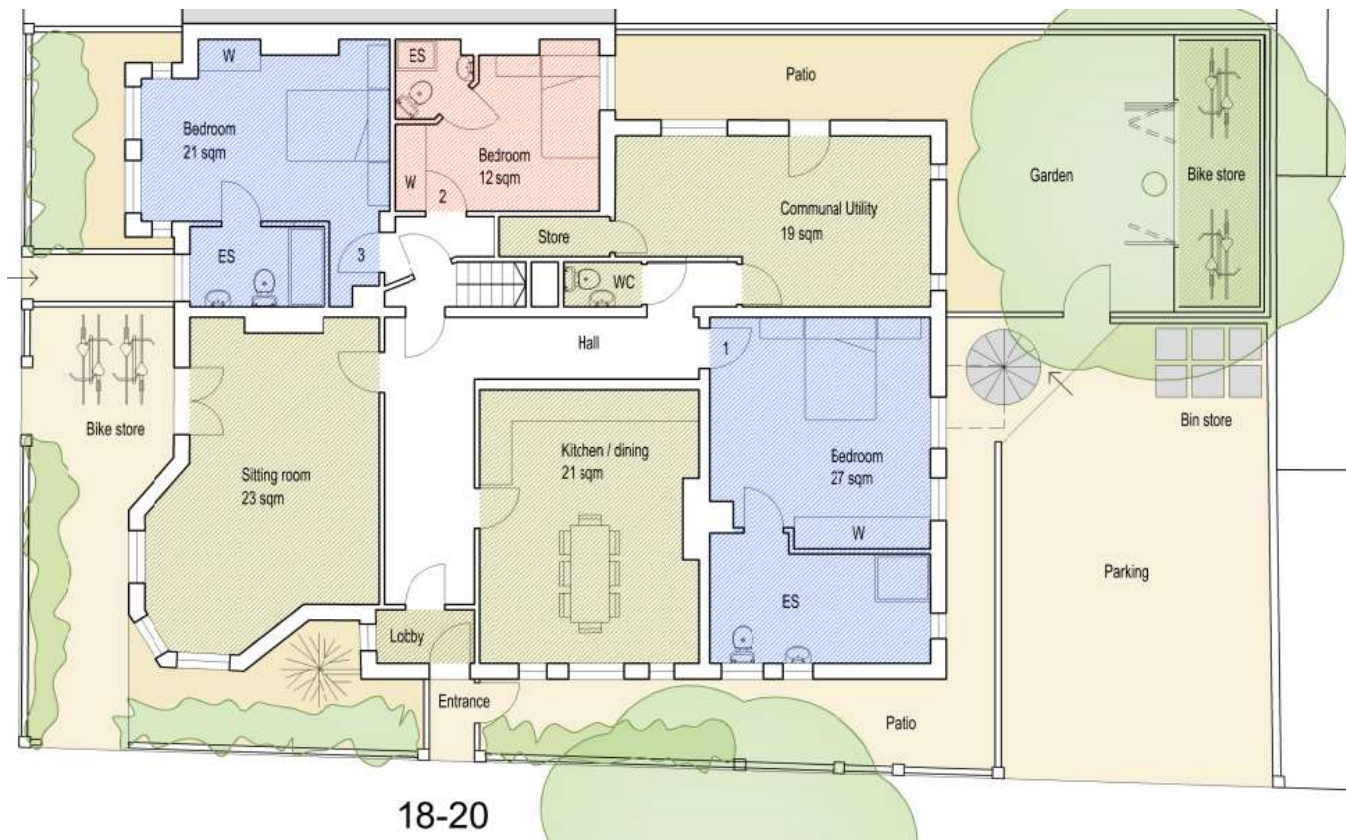 W
ES
Patio
Bedroom
21 sqm
Bedroom
12 sqm
W
2
Garden
Bike store
Communal Utility
19 sqm
Store
ES
3
WC
Hall
1
Bike store
Bin store
Sitting room
23 sqm
Kitchen / dining
21 sqm
Bedroom
27 sqm
W
Parking
ES
Lobby
Entrance
Patio
18-20